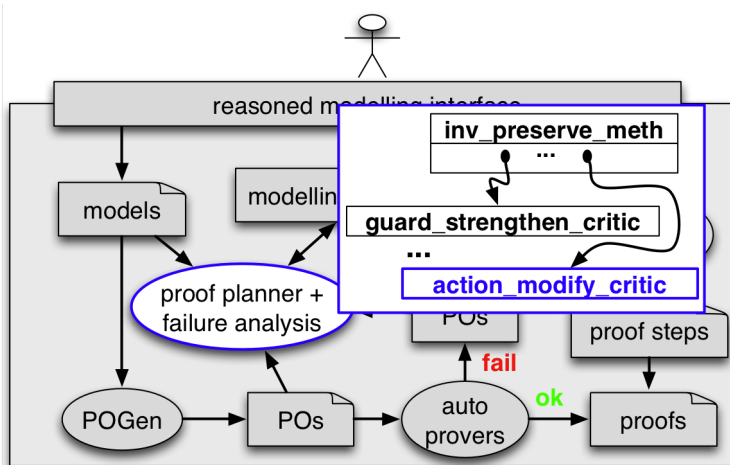 reasoned modelling interface
inv_preserve_meth
...
models
modellin
guard_strengthen_critic
...
action_modify_critic
proof planner +
failure analysis
POs
proof steps
fail
ok
POGen
POs
auto
provers
proofs